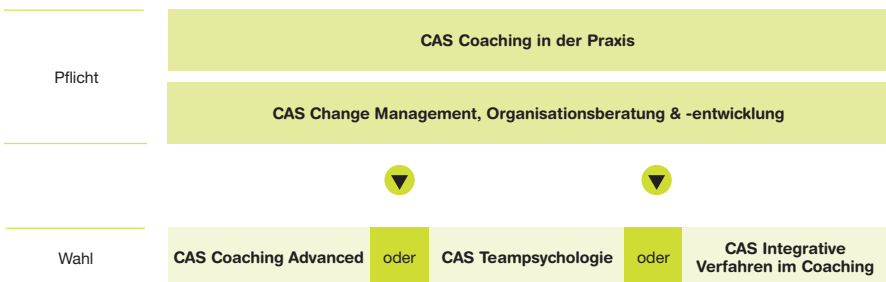 CAS Coaching in der Praxis
Pflicht
CAS Change Management, Organisationsberatung & -entwicklung
Wahl
CAS Coaching Advanced
oder
CAS Teampsychologie
oder
CAS Integrative
Verfahren im Coaching